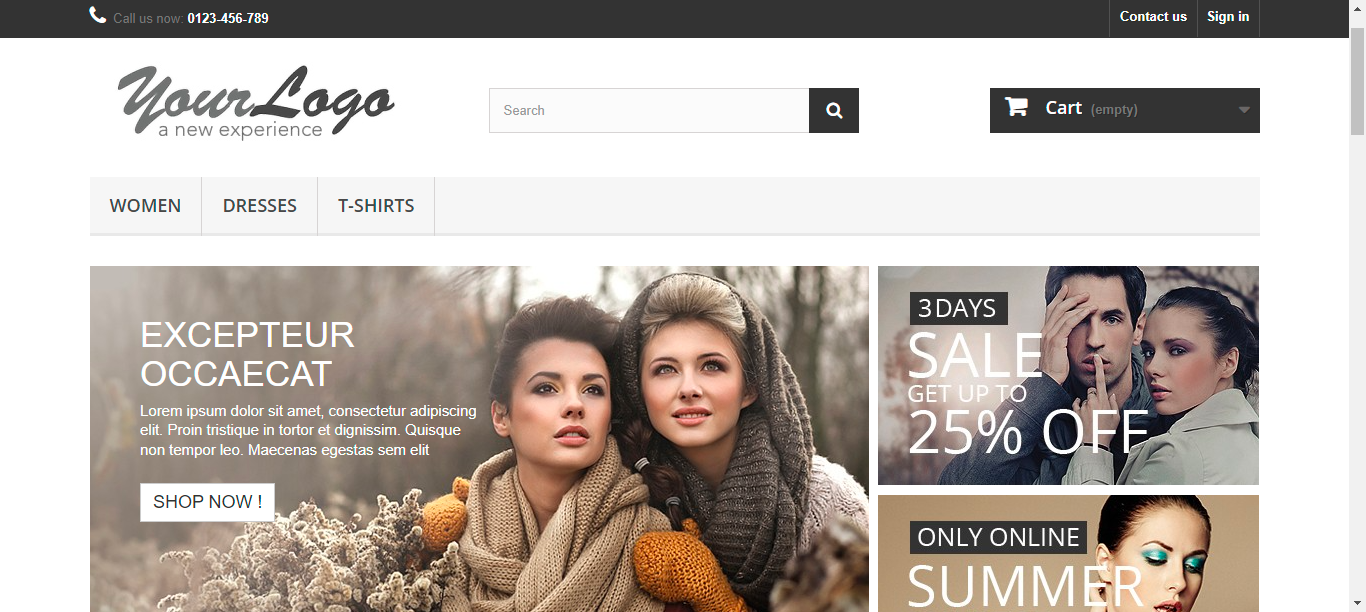 Call us now: 0123-456-789
Contact us
Sign in
YourLogo
a new experience
Search
Cart (empty)
WOMEN
DRESSES
T-SHIRTS
EXCEPTEUR
OCCAECAT
Lorem ipsum dolor sit amet, consectetur adipiscing
elit. Proin tristique in tortor et dignissim. Quisque
non tempor leo. Maecenas egestas sem elit
SHOP NOW !
3 DAYS
SALE
GET UP TO
25% OFF
ONLY ONLINE
SUMMER